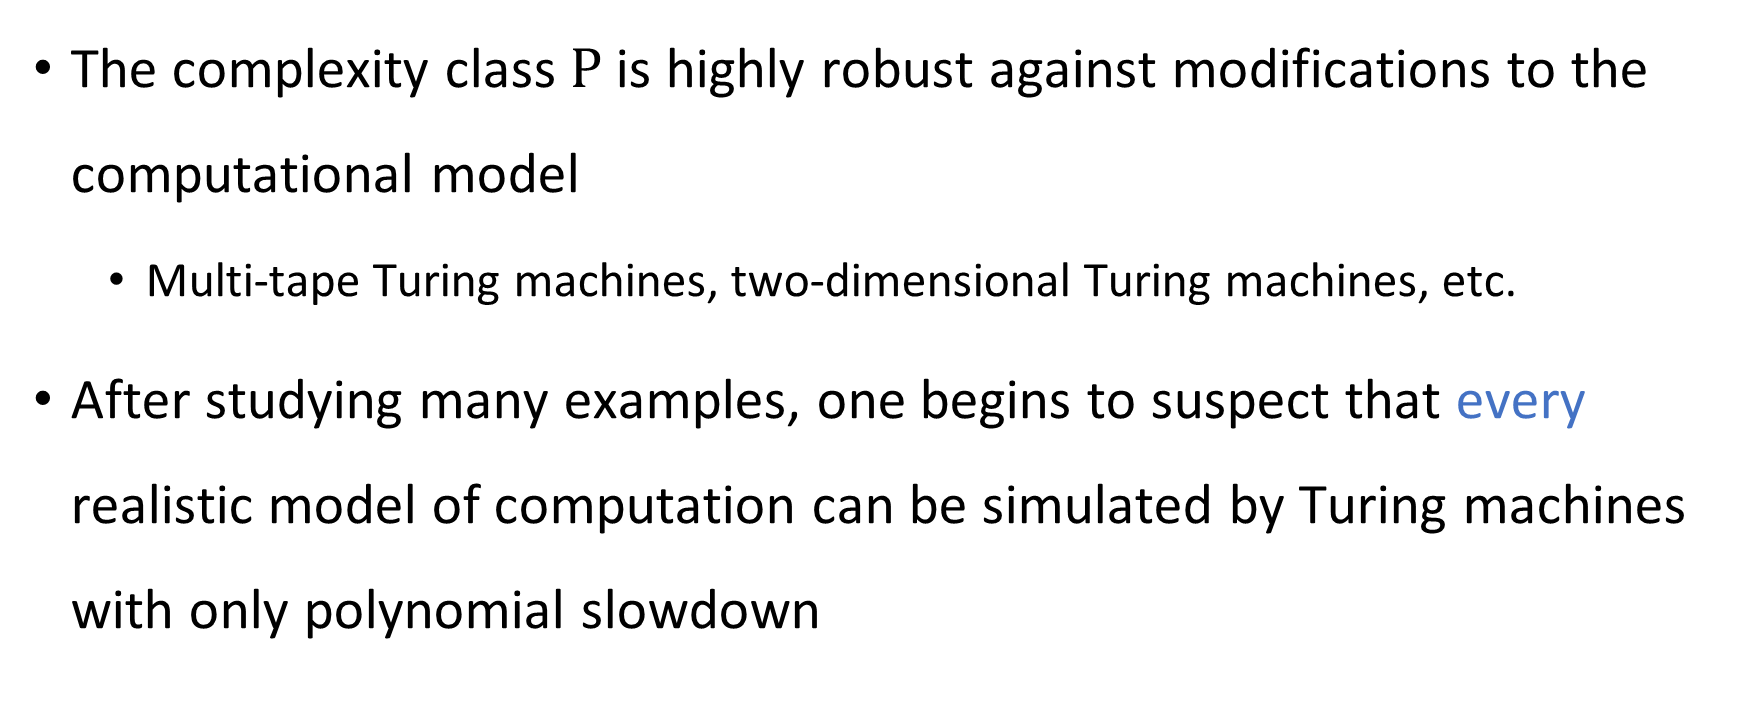 • The complexity class P is highly robust against modifications to the
computational model
• Multi-tape Turing machines, two-dimensional Turing machines, etc.
• After studying many examples, one begins to suspect that every
realistic model of computation can be simulated by Turing machines
with only polynomial slowdown